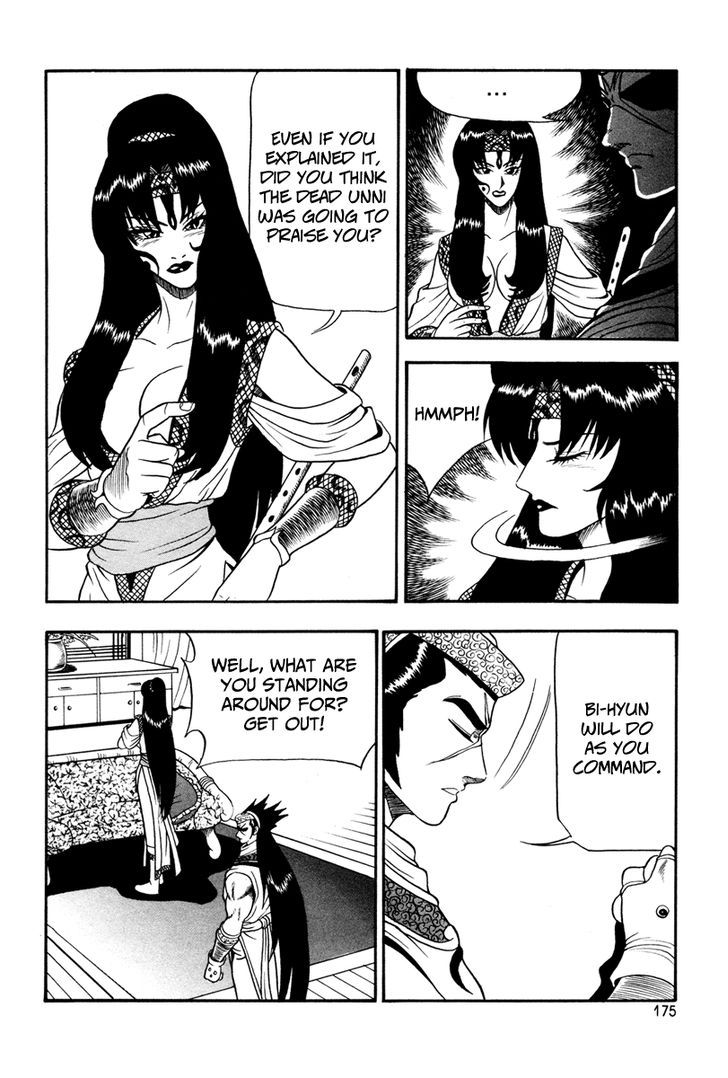 EVEN IF YOU
EXPLAINED IT,
DID YOU THINK
THE DEAD UNNI
WAS GOING TO
PRAISE YOU?
...
HMMPH!
WELL, WHAT ARE
YOU STANDING
AROUND FOR?
GET OUT!
BI-HYUN
WILL DO
AS YOU
COMMAND.
175